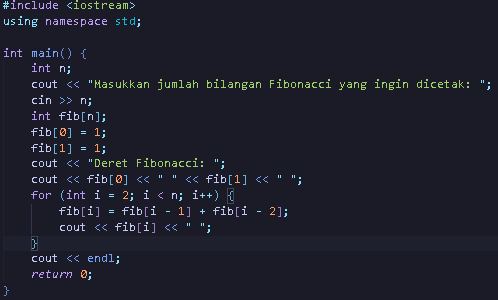 #include <iostream>
using namespace std;

int main() {
    int n;
    cout << "Masukkan jumlah bilangan Fibonacci yang ingin dicetak: ";
    cin >> n;
    int fib[n];
    fib[0] = 1;
    fib[1] = 1;
    cout << "Deret Fibonacci: ";
    cout << fib[0] << " " << fib[1] << " ";
    for (int i = 2; i < n; i++) {
        fib[i] = fib[i - 1] + fib[i - 2];
        cout << fib[i] << " ";
    }
    cout << endl;
    return 0;
}